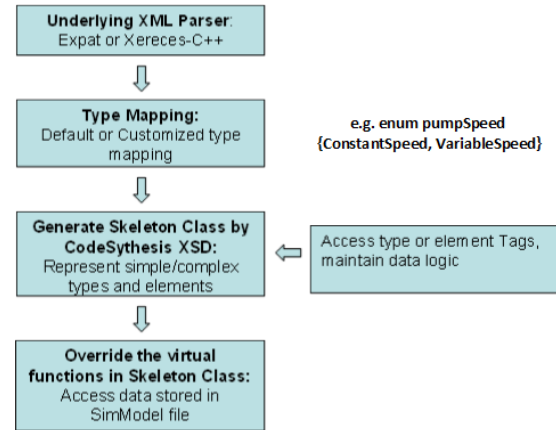 Underlying XML Parser:
Expat or Xereces-C++
Type Mapping:
Default or Customized type
mapping
e.g. enum pumpSpeed
{ConstantSpeed, VariableSpeed}
Generate Skeleton Class by
CodeSythesis XSD:
Represent simple/complex
types and elements
Access type or element Tags,
maintain data logic
Override the virtual
functions in Skeleton Class:
Access data stored in
SimModel file